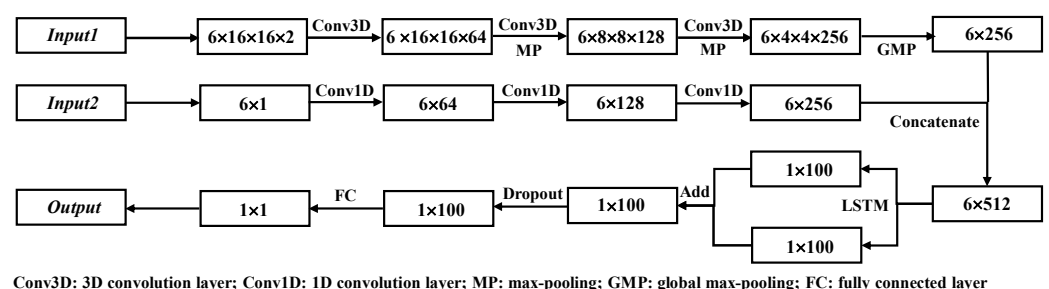 Input1 6×16×16×2 Conv3D 6 ×16×16×64 Conv3D MP 6×8×8×128 Conv3D MP 6×4×4×256 GMP 6×256
Input2 6×1 Conv1D 6×64 Conv1D 6×128 Conv1D 6×256 Concatenate
1×100
Output 1×1 FC 1×100 Dropout 1×100 Add LSTM 6×512
1×100
Conv3D: 3D convolution layer; Conv1D: 1D convolution layer; MP: max-pooling; GMP: global max-pooling; FC: fully connected layer